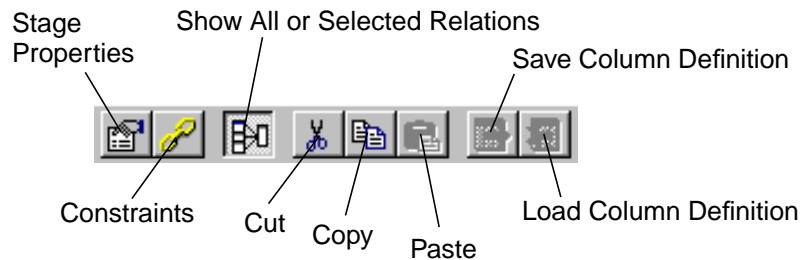 Stage
Properties
Show All or Selected Relations
Save Column Definition
Constraints
Cut
Copy
Paste
Load Column Definition